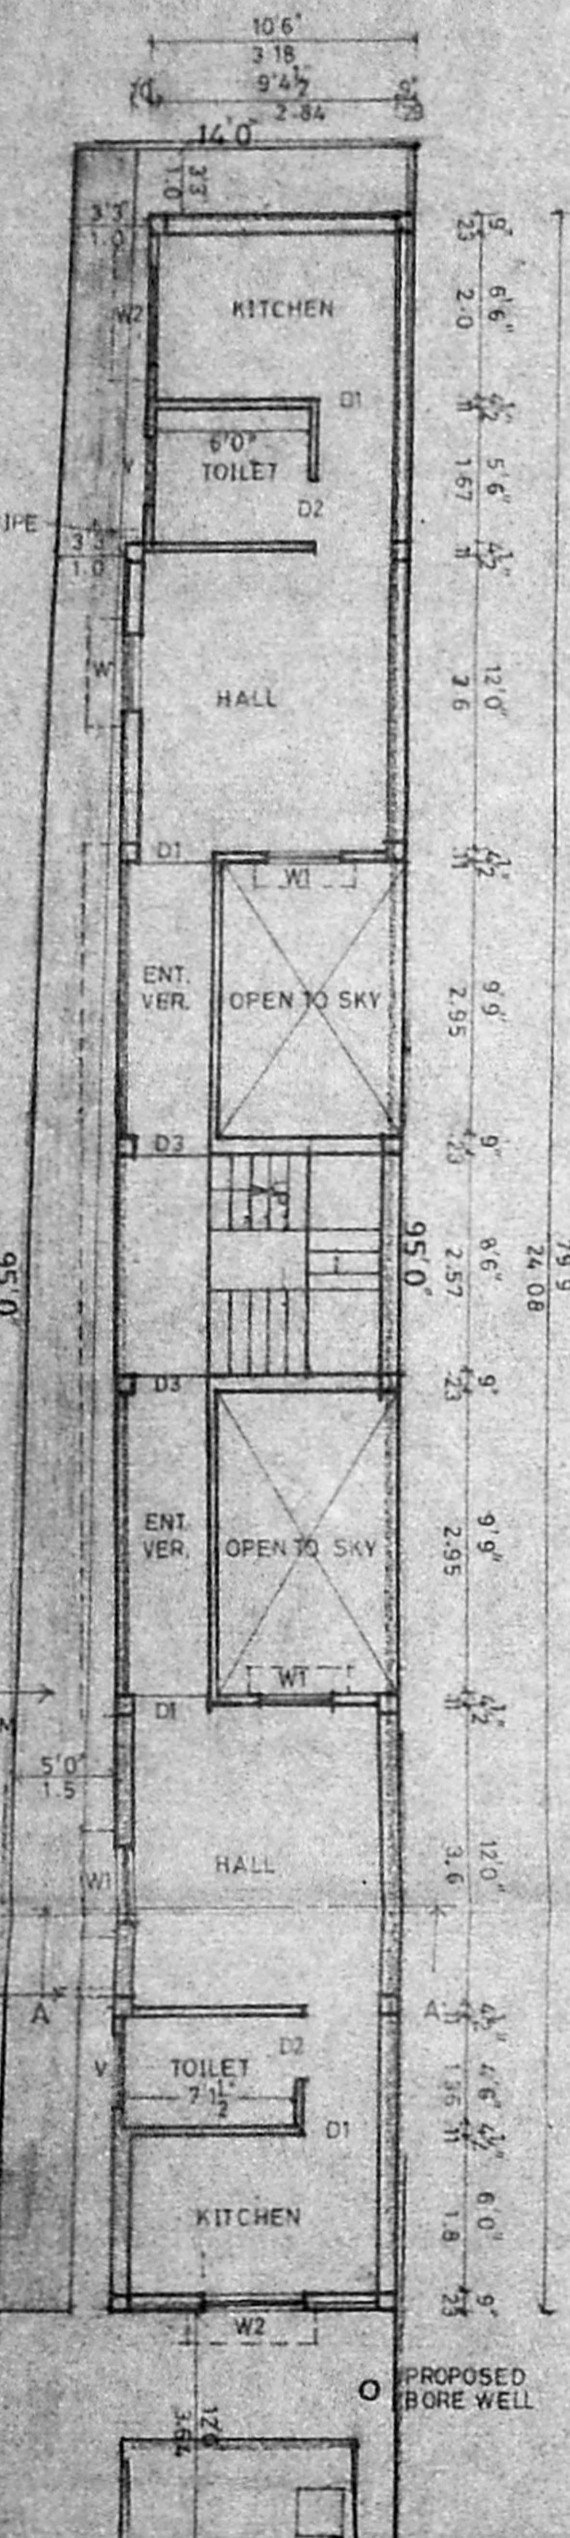 10'6"
3.18
9'4½"
2.84
9"
23
14'0"
3'3"
1.0
3'3"
1.0
9"
23
W2
KITCHEN
6'6"
2.0
D1
4½"
11
6'0"
TOILET
V
5'6"
1.67
D2
IPE
3'3"
1.0
4½"
11
W
HALL
12'0"
3.6
D1
W1
4½"
11
ENT.
VER.
OPEN TO SKY
9'9"
2.95
D3
9"
23
95'0"
95'0"
8'6"
2.57
79'9
24.08
D3
9"
23
ENT.
VER.
OPEN TO SKY
9'9"
2.95
W1
D1
4½"
11
M
5'0"
1.5
HALL
W1
12'0"
3.6
A
A
4½"
11
D2
V
TOILET
7'1½"
4'6"
1.36
D1
4½"
11
KITCHEN
6'0"
1.8
9"
23
W2
PROPOSED
BORE WELL
12'0
3.64